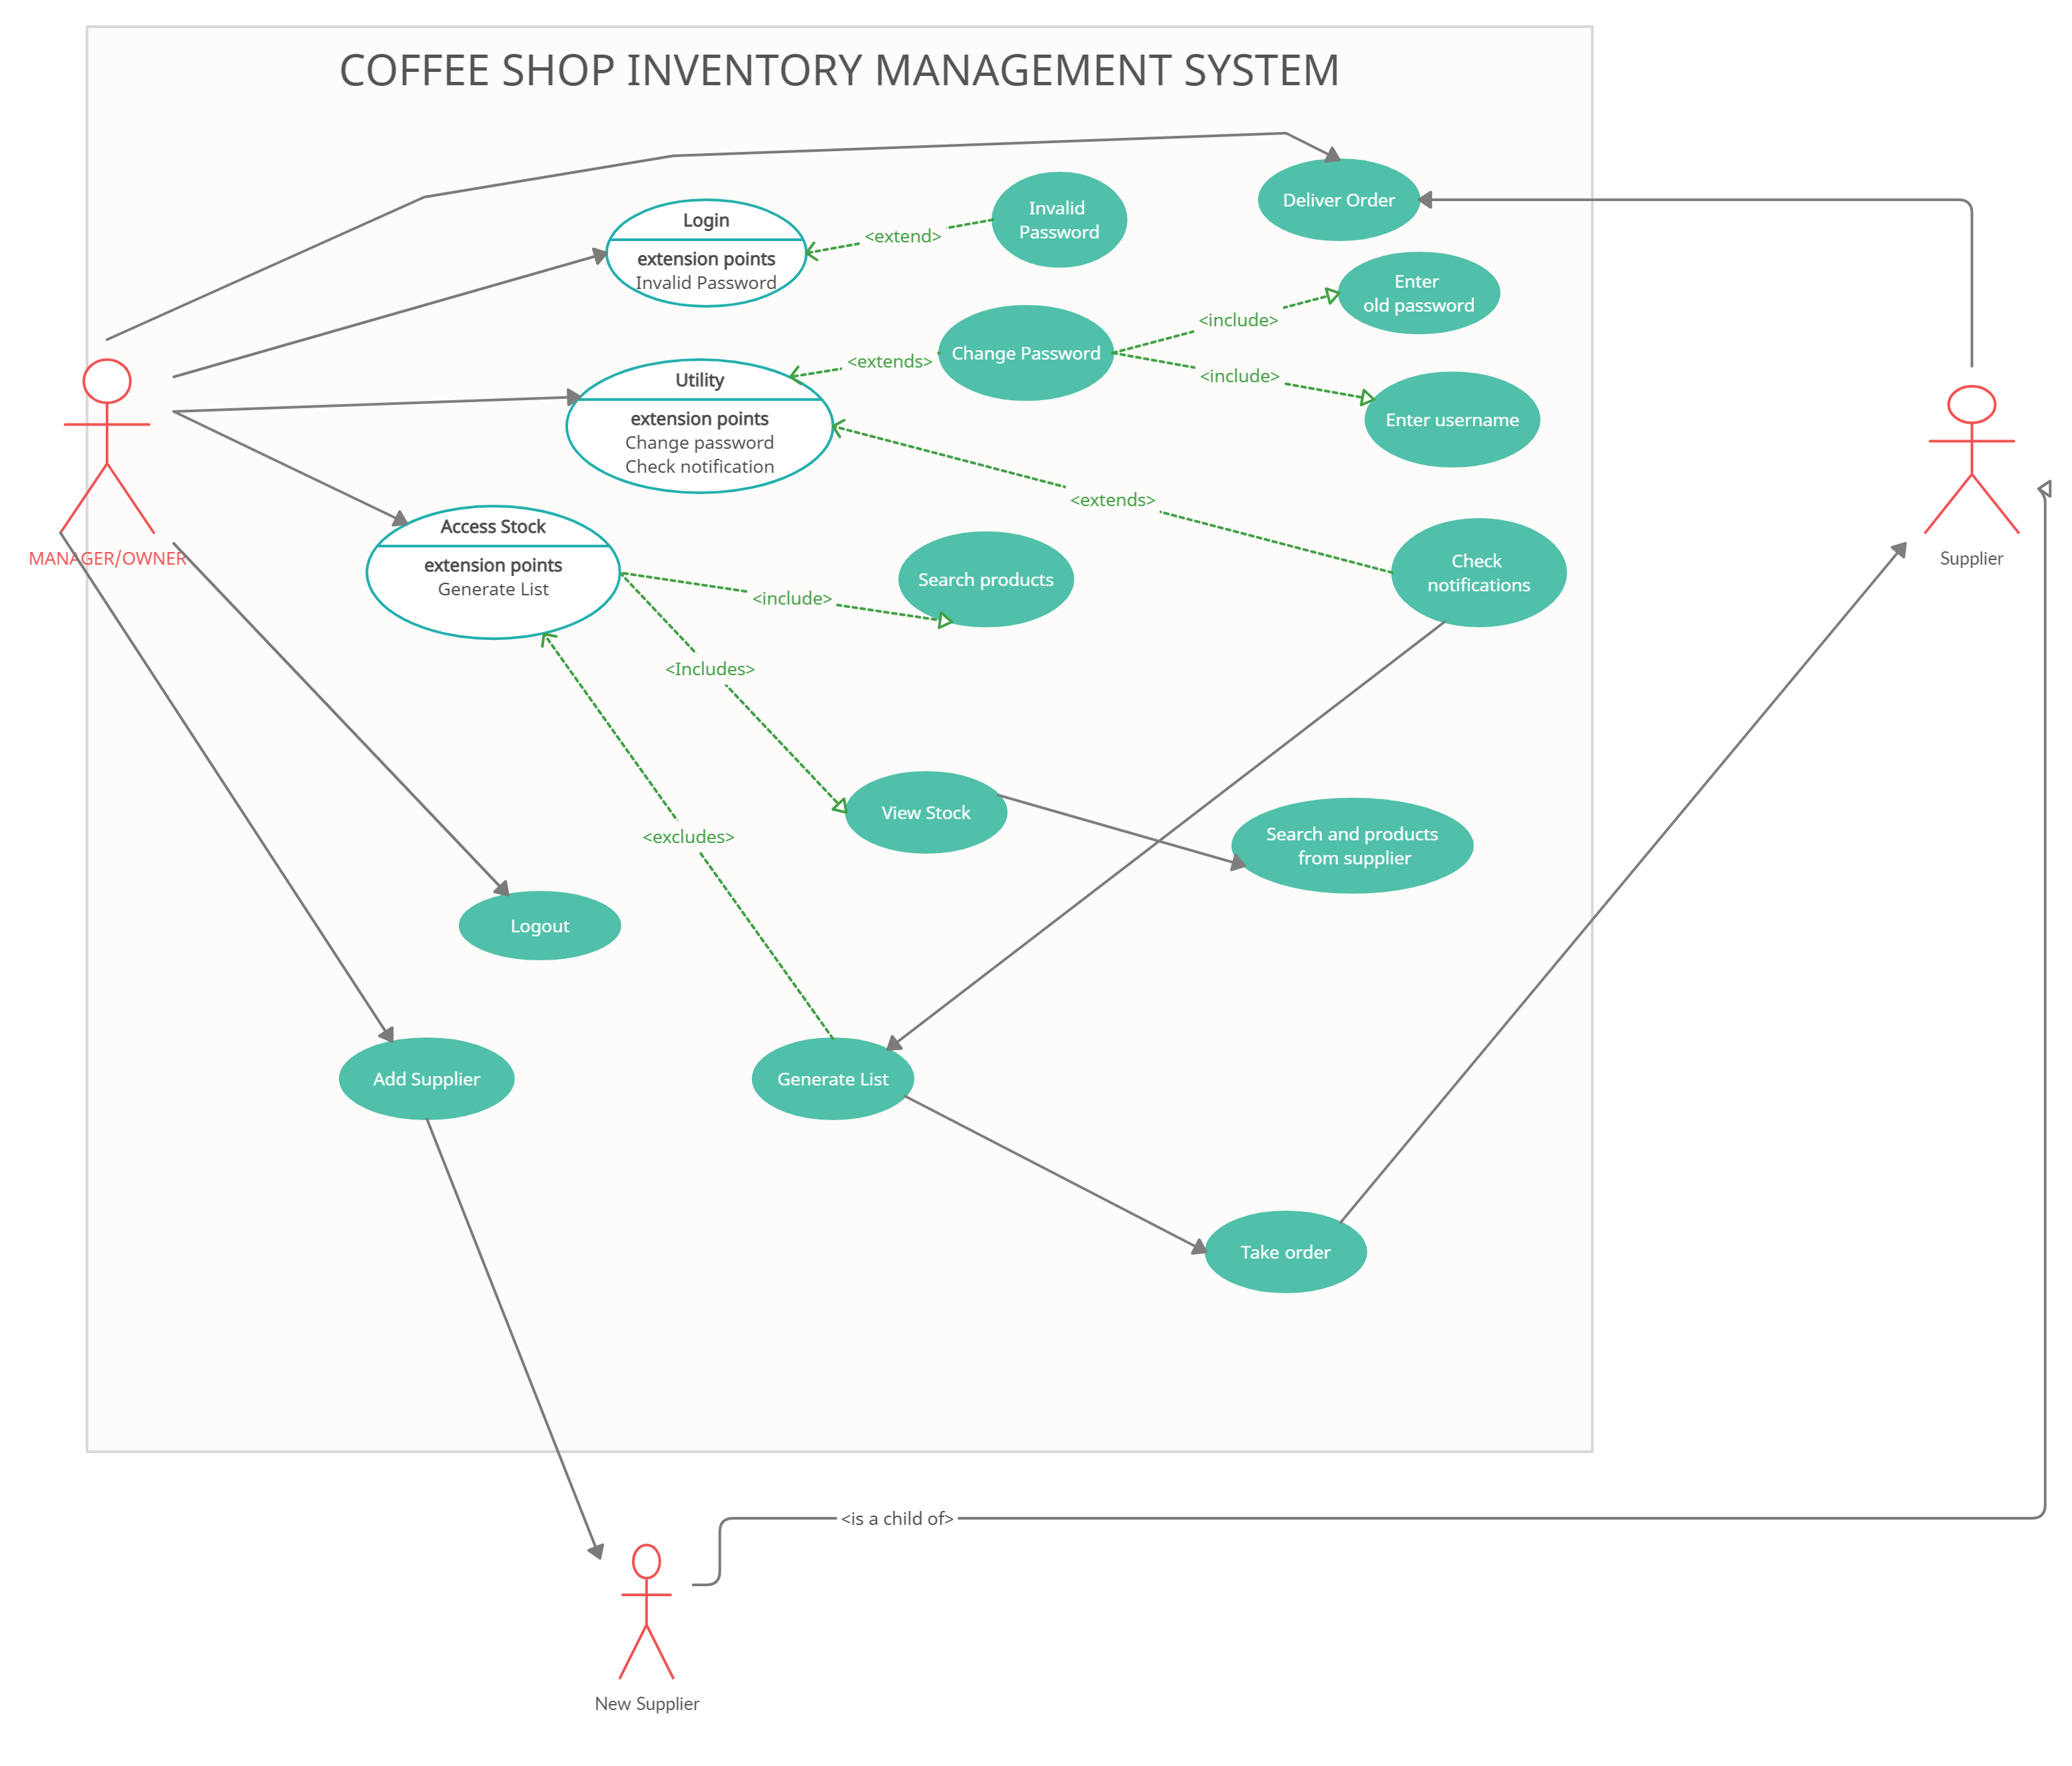 COFFEE SHOP INVENTORY MANAGEMENT SYSTEM
Deliver Order
Login
extension points
Invalid Password
<extend>
Invalid
Password
Enter
old password
<include>
Change Password
<extends>
<include>
Enter username
Utility
extension points
Change password
Check notification
<extends>
MANAGER/OWNER
Access Stock
extension points
Generate List
Search products
<include>
Check
notifications
Supplier
<Includes>
View Stock
<excludes>
Search and products
from supplier
Logout
Add Supplier
Generate List
Take order
<is a child of>
New Supplier